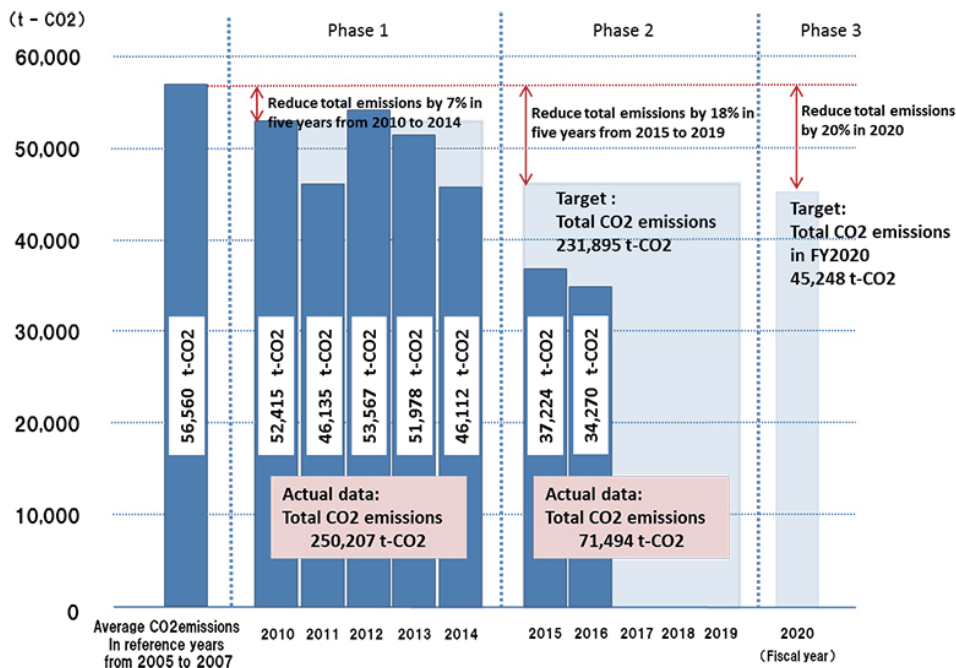 (t - CO2)
Phase 1
Phase 2
Phase 3
60,000
50,000
40,000
30,000
20,000
10,000
0
Reduce total emissions by 7% in
five years from 2010 to 2014
Reduce total emissions by 18% in
five years from 2015 to 2019
Reduce total emissions
by 20% in 2020
Target :
Total CO2 emissions
231,895 t-CO2
Target:
Total CO2 emissions
in FY2020
45,248 t-CO2
56,560 t-CO2
52,415 t-CO2
46,135 t-CO2
53,567 t-CO2
51,978 t-CO2
46,112 t-CO2
37,224 t-CO2
34,270 t-CO2
Actual data:
Total CO2 emissions
250,207 t-CO2
Actual data:
Total CO2 emissions
71,494 t-CO2
Average CO2emissions
In reference years
from 2005 to 2007
2010
2011
2012
2013
2014
2015
2016
2017
2018
2019
2020
(Fiscal year)